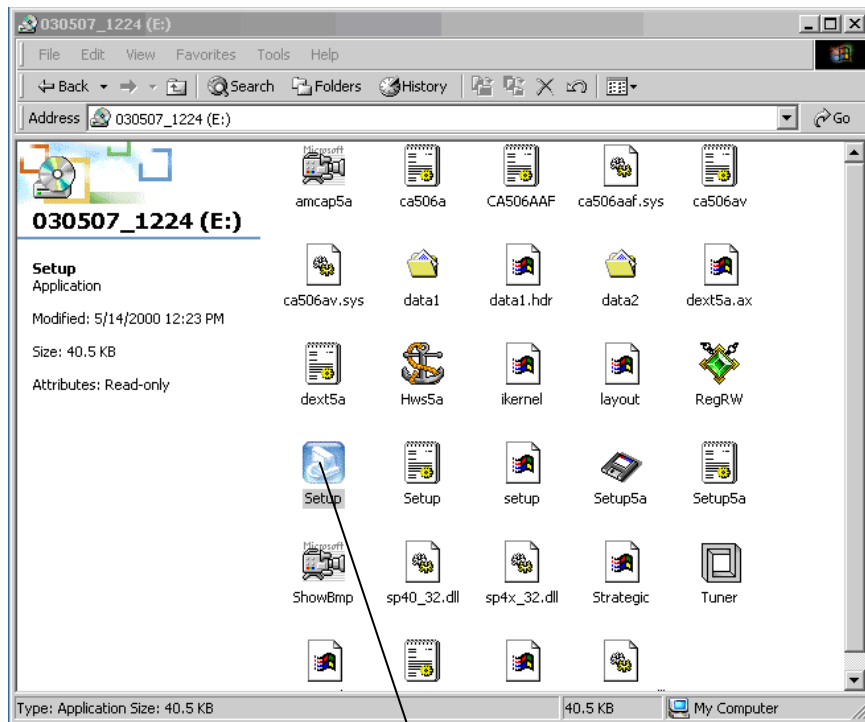 030507_1224 (E:)
File Edit View Favorites Tools Help
Back Search Folders History
Address 030507_1224 (E:) Go
030507_1224 (E:)
Setup
Application
Modified: 5/14/2000 12:23 PM
Size: 40.5 KB
Attributes: Read-only
Microsoft
amcap5a ca506a CA506AAF ca506aaf.sys ca506av
ca506av.sys data1 data1.hdr data2 dext5a.ax
dext5a Hws5a ikernel layout RegRW
Setup Setup setup Setup5a Setup5a
Microsoft
ShowBmp sp40_32.dll sp4x_32.dll Strategic Tuner
Type: Application Size: 40.5 KB 40.5 KB My Computer